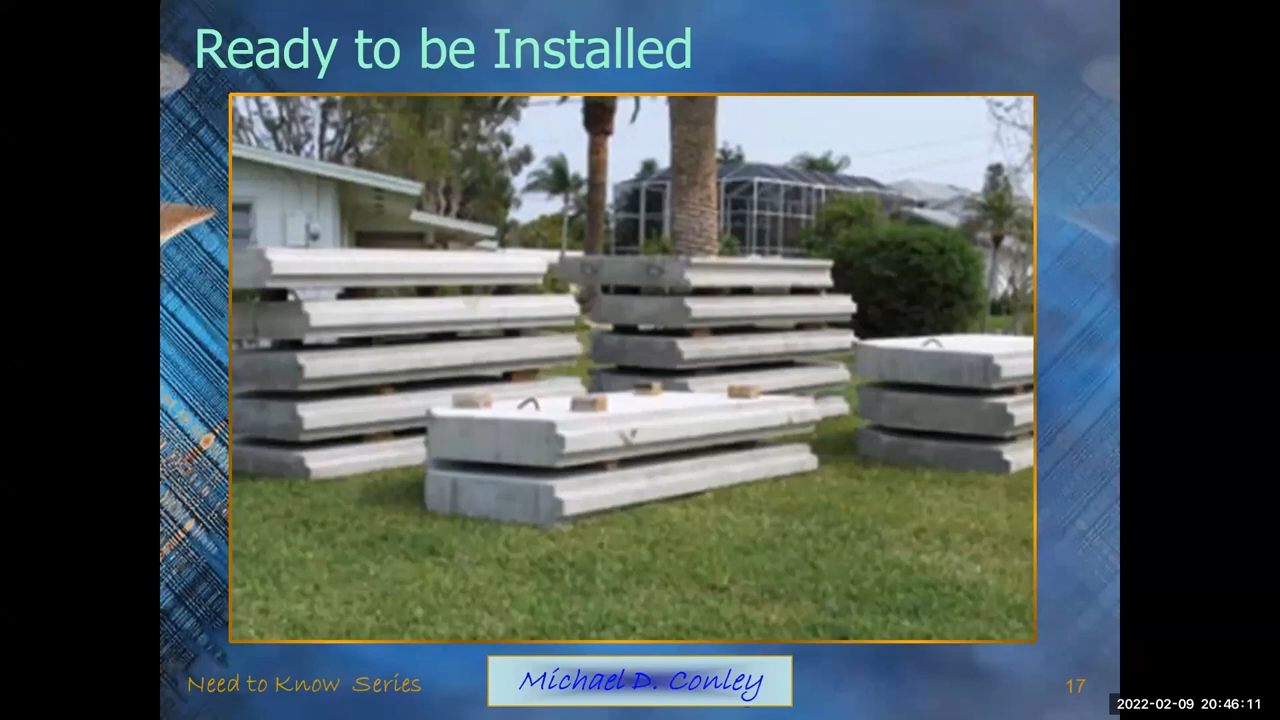 Ready to be Installed
Need to Know Series
Michael D. Conley
17
2022-02-09 20:46:11